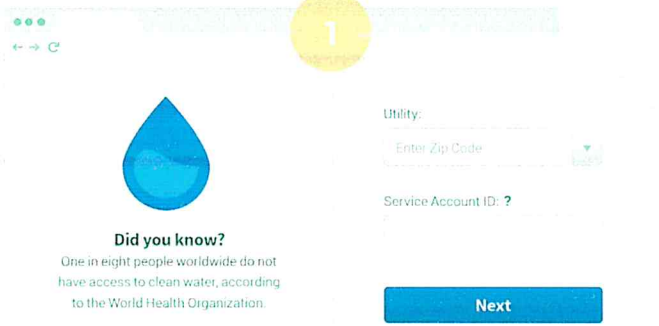 1
Utility:
Enter Zip Code
Service Account ID: ?
Did you know?
One in eight people worldwide do not
have access to clean water, according
to the World Health Organization.
Next